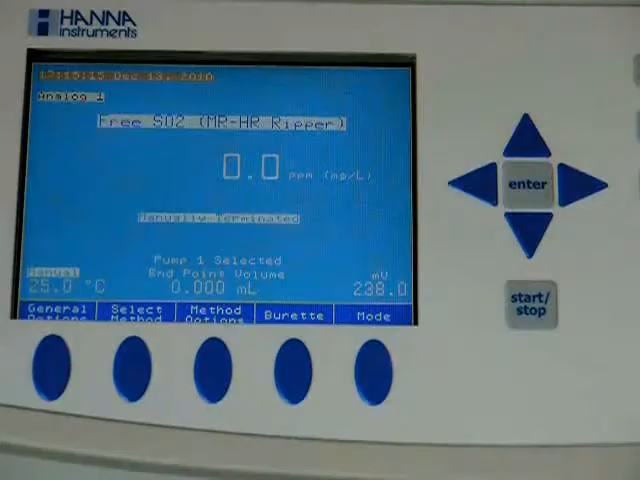 HANNA
instruments
12:15:15 Dec 13, 2010
Analog 1
Free SO2 (MR-HR Ripper)
0.0 ppm (mg/L)
Manually Terminated
Pump 1 Selected
Manual End Point Volume mV
25.0 °C 0.000 mL 238.0
General Options
Select Method
Method Options
Burette
Mode
enter
start/
stop